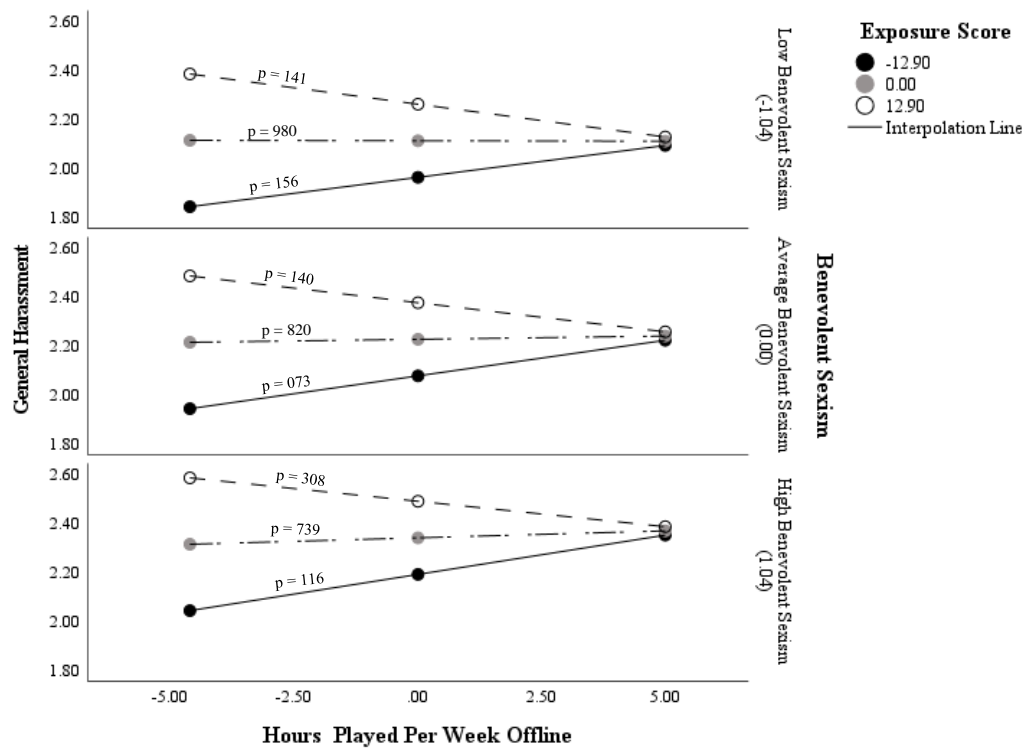 Exposure Score
-12.90
0.00
12.90
Interpolation Line
General Harassment
2.60
2.40
2.20
2.00
1.80
p = 141
p = 980
p = 156
Low Benevolent Sexism
(-1.04)
2.60
2.40
2.20
2.00
1.80
p = 140
p = 820
p = 073
Average Benevolent Sexism
(0.00)
Benevolent Sexism
2.60
2.40
2.20
2.00
1.80
p = 308
p = 739
p = 116
High Benevolent Sexism
(1.04)
-5.00 -2.50 .00 2.50 5.00
Hours Played Per Week Offline